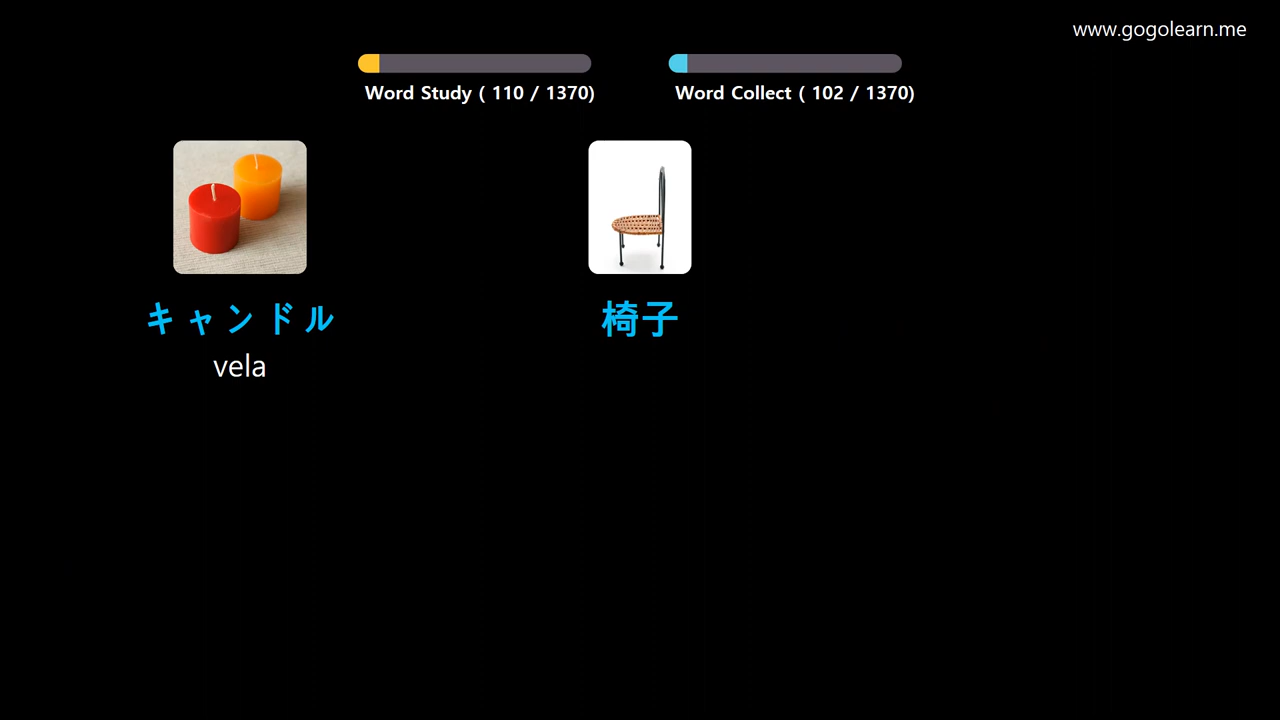 www.gogolearn.me
Word Study ( 110 / 1370)
Word Collect ( 102 / 1370)
キャンドル
vela
椅子